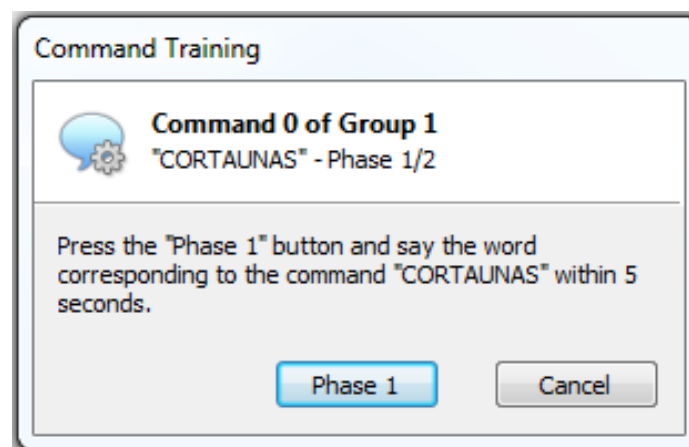 Command Training
Command 0 of Group 1
"CORTAUNAS" - Phase 1/2
Press the "Phase 1" button and say the word
corresponding to the command "CORTAUNAS" within 5
seconds.
Phase 1
Cancel